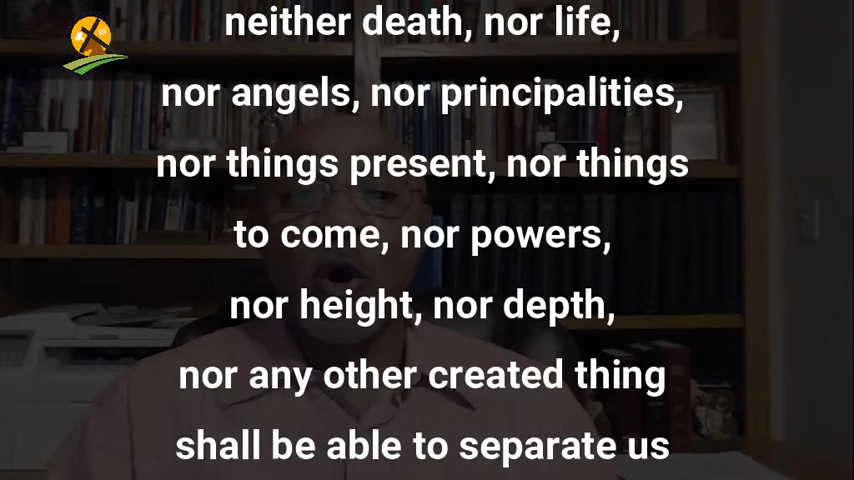 neither death, nor life,
nor angels, nor principalities,
nor things present, nor things
to come, nor powers,
nor height, nor depth,
nor any other created thing
shall be able to separate us